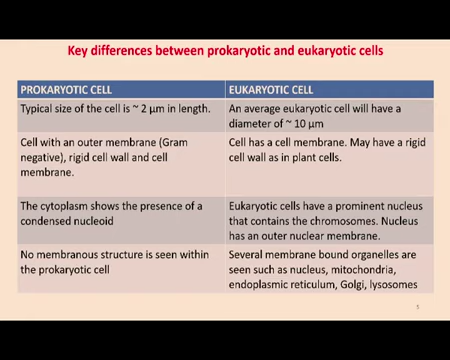 Key differences between prokaryotic and eukaryotic cells
PROKARYOTIC CELL
EUKARYOTIC CELL
Typical size of the cell is ~ 2 µm in length.
An average eukaryotic cell will have a
diameter of ~ 10 µm
Cell with an outer membrane (Gram
negative), rigid cell wall and cell
membrane.
Cell has a cell membrane. May have a rigid
cell wall as in plant cells.
The cytoplasm shows the presence of a
condensed nucleoid
Eukaryotic cells have a prominent nucleus
that contains the chromosomes. Nucleus
has an outer nuclear membrane.
No membranous structure is seen within
the prokaryotic cell
Several membrane bound organelles are
seen such as nucleus, mitochondria,
endoplasmic reticulum, Golgi, lysosomes